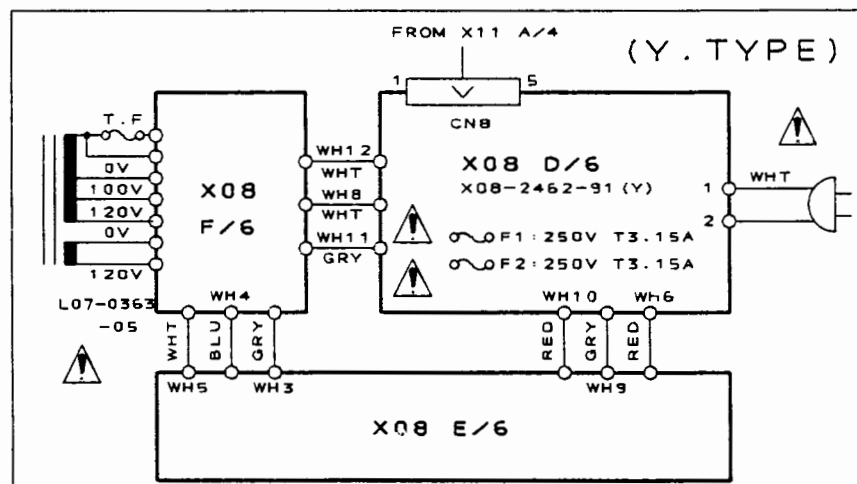 FROM X11 A/4
(Y.TYPE)
1
5
CN8
T.F
0V
100V
120V
0V
120V
L07-0363
-05
X08
F/6
WH12
WHT
WH8
WHT
WH11
GRY
X08 D/6
X08-2462-91(Y)
F1:250V T3.15A
F2:250V T3.15A
1
2
WHT
WH4
WH10
WH6
WHT
BLU
GRY
RED
GRY
RED
WH5
WH3
WH9
X08 E/6